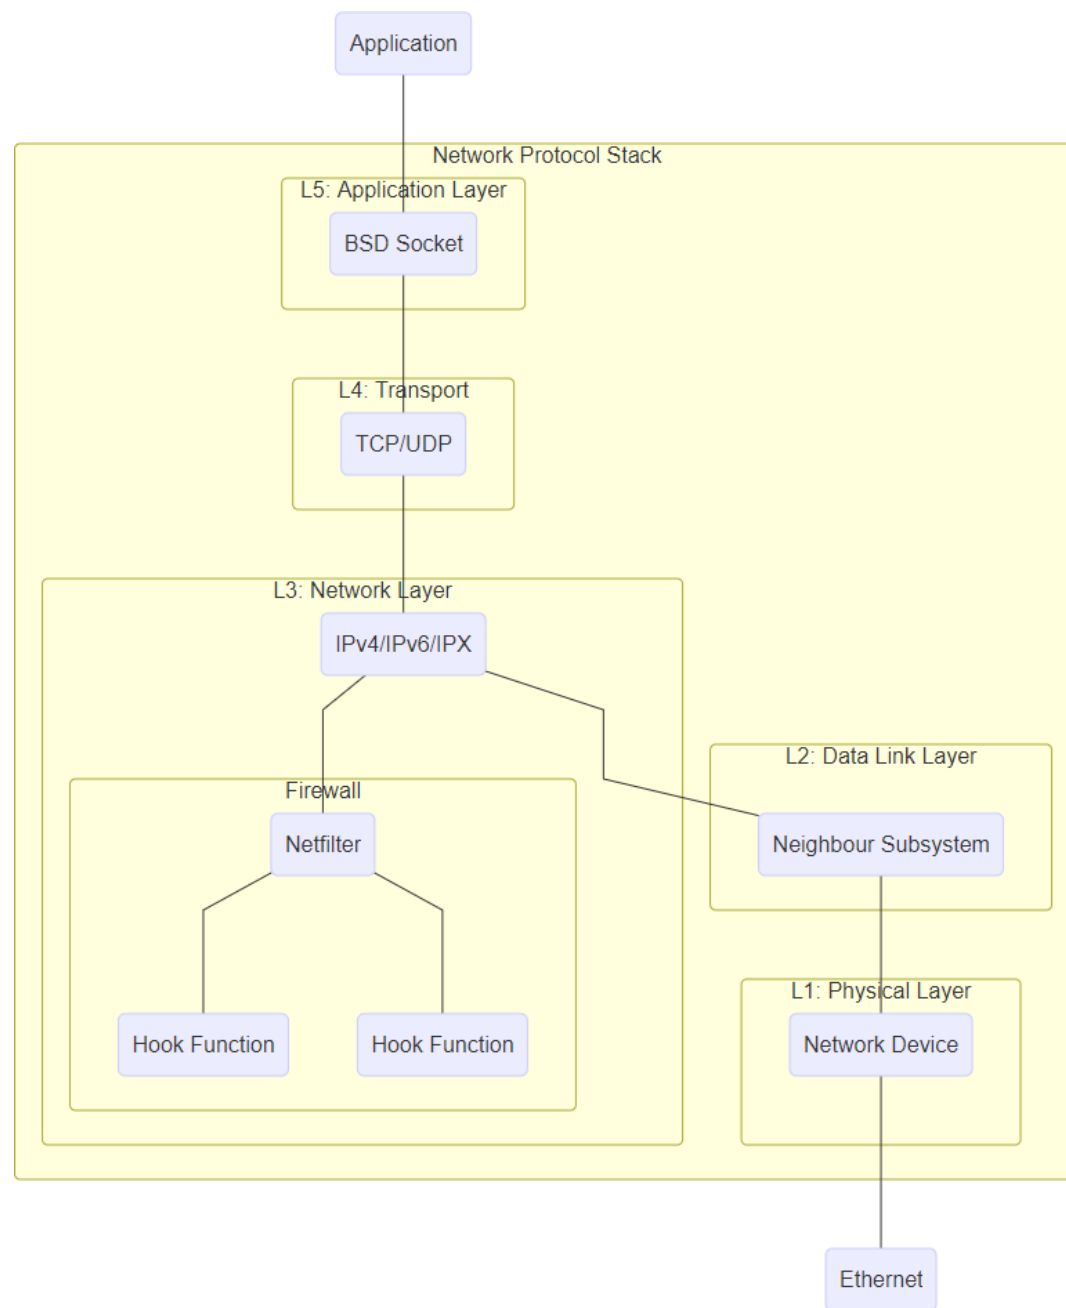 Application
Network Protocol Stack
L5: Application Layer
BSD Socket
L4: Transport
TCP/UDP
L3: Network Layer
IPv4/IPv6/IPX
L2: Data Link Layer
Firewall
Netfilter
Neighbour Subsystem
L1: Physical Layer
Hook Function
Hook Function
Network Device
Ethernet